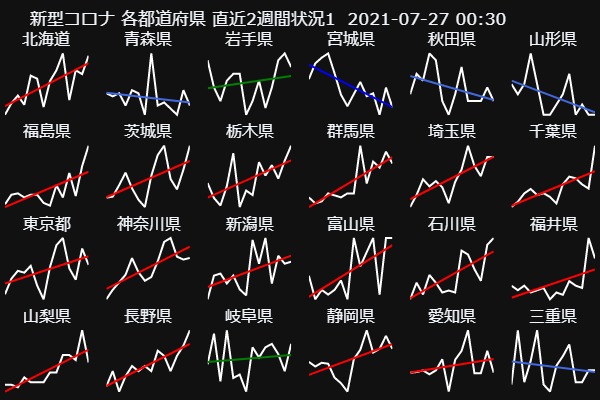 新型コロナ 各都道府県 直近2週間状況1 2021-07-27 00:30
北海道 青森県 岩手県 宮城県 秋田県 山形県
福島県 茨城県 栃木県 群馬県 埼玉県 千葉県
東京都 神奈川県 新潟県 富山県 石川県 福井県
山梨県 長野県 岐阜県 静岡県 愛知県 三重県